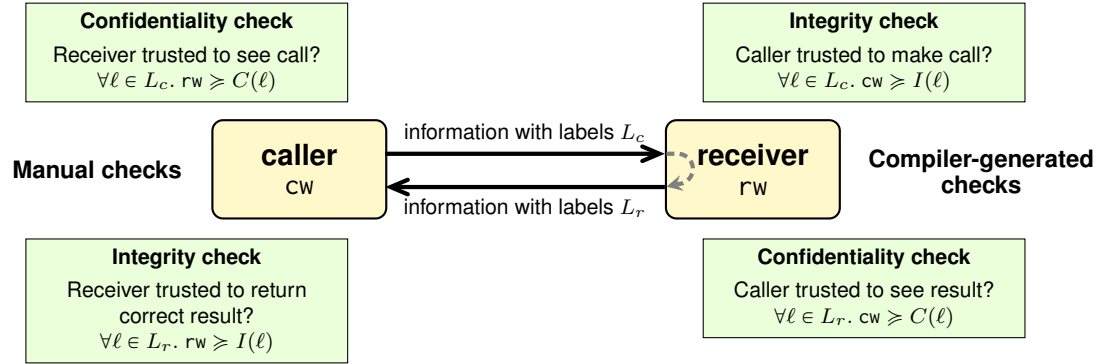 Confidentiality check
Receiver trusted to see call?
∀ℓ ∈ L_c. rw ≽ C(ℓ)
Integrity check
Caller trusted to make call?
∀ℓ ∈ L_c. cw ≽ I(ℓ)
Manual checks
caller
cw
information with labels L_c
information with labels L_r
receiver
rw
Compiler-generated
checks
Integrity check
Receiver trusted to return
correct result?
∀ℓ ∈ L_r. rw ≽ I(ℓ)
Confidentiality check
Caller trusted to see result?
∀ℓ ∈ L_r. cw ≽ C(ℓ)